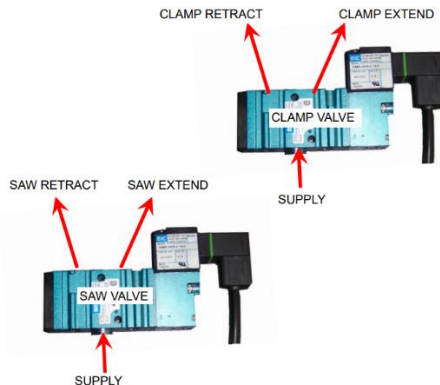 CLAMP RETRACT
CLAMP EXTEND
CLAMP VALVE
SUPPLY
SAW RETRACT
SAW EXTEND
SAW VALVE
SUPPLY